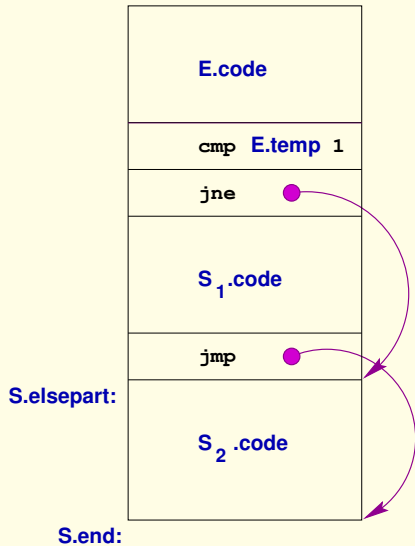 E.code
cmp E.temp 1
jne
S1.code
jmp
S.elsepart:
S2 .code
S.end: